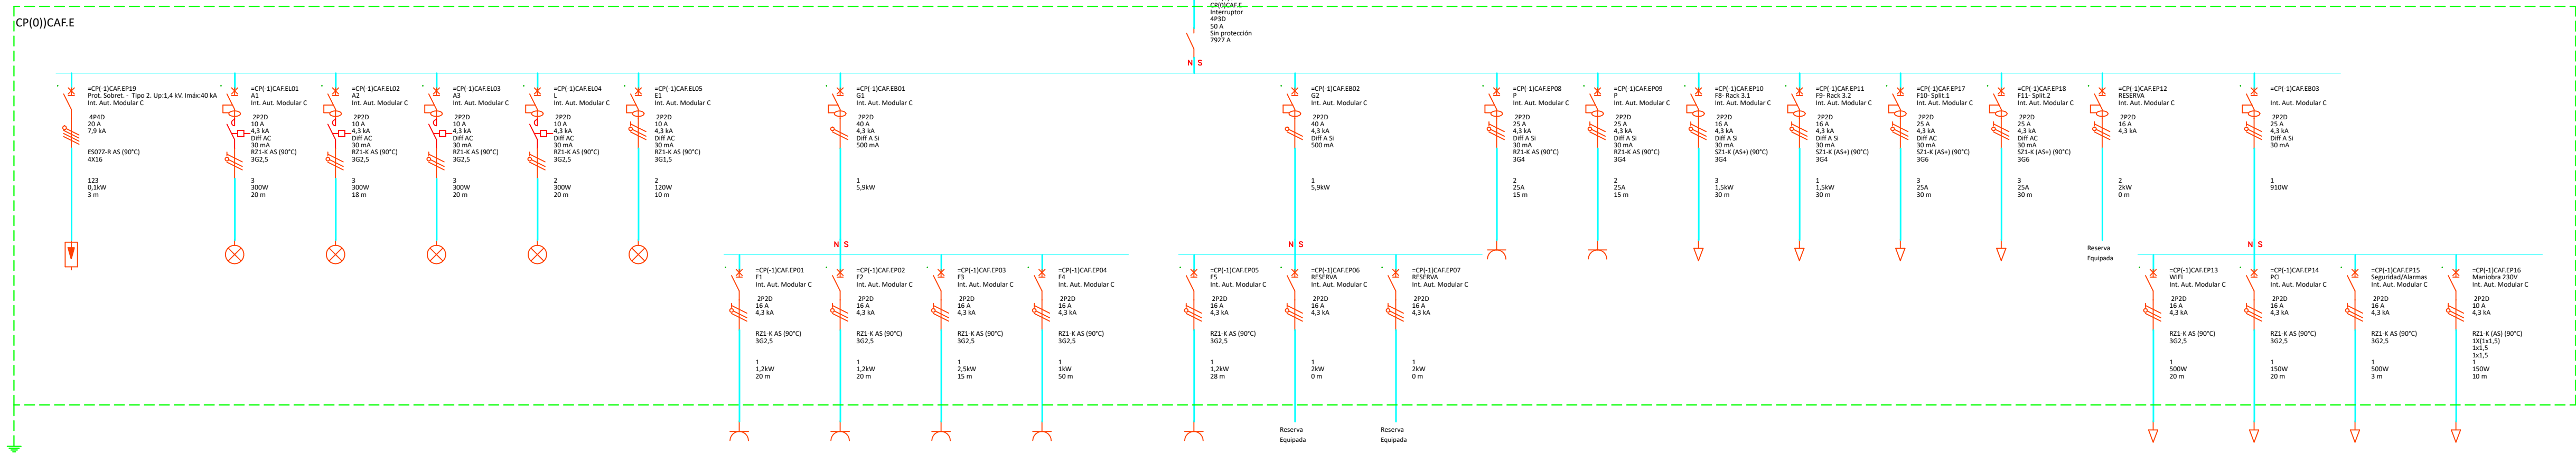 CP(0))CAF.E
CP(0)CAF.E
Interruptor
4P3D
50 A
Sin protección
7927 A
N S
=CP(-1)CAF.EP19
Prot. Sobret. - Tipo 2. Up:1,4 kV. Imáx:40 kA
Int. Aut. Modular C
4P4D
20 A
7,9 kA
ES07Z-R AS (90°C)
4X16
123
0,1kW
3 m
=CP(-1)CAF.EL01
A1
Int. Aut. Modular C
2P2D
10 A
4,3 kA
Diff AC
30 mA
RZ1-K AS (90°C)
3G2,5
3
300W
20 m
=CP(-1)CAF.EL02
A2
Int. Aut. Modular C
2P2D
10 A
4,3 kA
Diff AC
30 mA
RZ1-K AS (90°C)
3G2,5
3
300W
18 m
=CP(-1)CAF.EL03
A3
Int. Aut. Modular C
2P2D
10 A
4,3 kA
Diff AC
30 mA
RZ1-K AS (90°C)
3G2,5
3
300W
20 m
=CP(-1)CAF.EL04
L
Int. Aut. Modular C
2P2D
10 A
4,3 kA
Diff AC
30 mA
RZ1-K AS (90°C)
3G2,5
2
300W
20 m
=CP(-1)CAF.EL05
E1
Int. Aut. Modular C
2P2D
10 A
4,3 kA
Diff AC
30 mA
RZ1-K AS (90°C)
3G1,5
2
120W
10 m
=CP(-1)CAF.EB01
G1
Int. Aut. Modular C
2P2D
40 A
4,3 kA
Diff A Si
500 mA
1
5,9kW
N S
=CP(-1)CAF.EB02
G2
Int. Aut. Modular C
2P2D
40 A
4,3 kA
Diff A Si
500 mA
1
5,9kW
N S
=CP(-1)CAF.EP08
P
Int. Aut. Modular C
2P2D
25 A
4,3 kA
Diff A Si
30 mA
RZ1-K AS (90°C)
3G4
2
25A
15 m
=CP(-1)CAF.EP09
P
Int. Aut. Modular C
2P2D
25 A
4,3 kA
Diff A Si
30 mA
RZ1-K AS (90°C)
3G4
2
25A
15 m
=CP(-1)CAF.EP10
F8- Rack 3.1
Int. Aut. Modular C
2P2D
16 A
4,3 kA
Diff A Si
30 mA
SZ1-K (AS+) (90°C)
3G4
3
1,5kW
30 m
=CP(-1)CAF.EP11
F9- Rack 3.2
Int. Aut. Modular C
2P2D
16 A
4,3 kA
Diff A Si
30 mA
SZ1-K (AS+) (90°C)
3G4
1
1,5kW
30 m
=CP(-1)CAF.EP17
F10- Split.1
Int. Aut. Modular C
2P2D
25 A
4,3 kA
Diff AC
30 mA
SZ1-K (AS+) (90°C)
3G6
3
25A
30 m
=CP(-1)CAF.EP18
F11- Split.2
Int. Aut. Modular C
2P2D
25 A
4,3 kA
Diff AC
30 mA
SZ1-K (AS+) (90°C)
3G6
3
25A
30 m
=CP(-1)CAF.EP12
RESERVA
Int. Aut. Modular C
2P2D
16 A
4,3 kA
2
2kW
0 m
Reserva
Equipada
=CP(-1)CAF.EB03
Int. Aut. Modular C
2P2D
25 A
4,3 kA
Diff A Si
30 mA
1
910W
N S
=CP(-1)CAF.EP01
F1
Int. Aut. Modular C
2P2D
16 A
4,3 kA
RZ1-K AS (90°C)
3G2,5
1
1,2kW
20 m
=CP(-1)CAF.EP02
F2
Int. Aut. Modular C
2P2D
16 A
4,3 kA
RZ1-K AS (90°C)
3G2,5
1
1,2kW
20 m
=CP(-1)CAF.EP03
F3
Int. Aut. Modular C
2P2D
16 A
4,3 kA
RZ1-K AS (90°C)
3G2,5
1
2,5kW
15 m
=CP(-1)CAF.EP04
F4
Int. Aut. Modular C
2P2D
16 A
4,3 kA
RZ1-K AS (90°C)
3G2,5
1
1kW
50 m
=CP(-1)CAF.EP05
F5
Int. Aut. Modular C
2P2D
16 A
4,3 kA
RZ1-K AS (90°C)
3G2,5
1
1,2kW
28 m
=CP(-1)CAF.EP06
RESERVA
Int. Aut. Modular C
2P2D
16 A
4,3 kA
1
2kW
0 m
Reserva
Equipada
=CP(-1)CAF.EP07
RESERVA
Int. Aut. Modular C
2P2D
16 A
4,3 kA
1
2kW
0 m
Reserva
Equipada
=CP(-1)CAF.EP13
WIFI
Int. Aut. Modular C
2P2D
16 A
4,3 kA
RZ1-K AS (90°C)
3G2,5
1
500W
20 m
=CP(-1)CAF.EP14
PCI
Int. Aut. Modular C
2P2D
16 A
4,3 kA
RZ1-K AS (90°C)
3G2,5
1
150W
20 m
=CP(-1)CAF.EP15
Seguridad/Alarmas
Int. Aut. Modular C
2P2D
16 A
4,3 kA
RZ1-K AS (90°C)
3G2,5
1
500W
3 m
=CP(-1)CAF.EP16
Maniobra 230V
Int. Aut. Modular C
2P2D
10 A
4,3 kA
RZ1-K (AS) (90°C)
1X(1x1,5)
1x1,5
1x1,5
1
150W
10 m